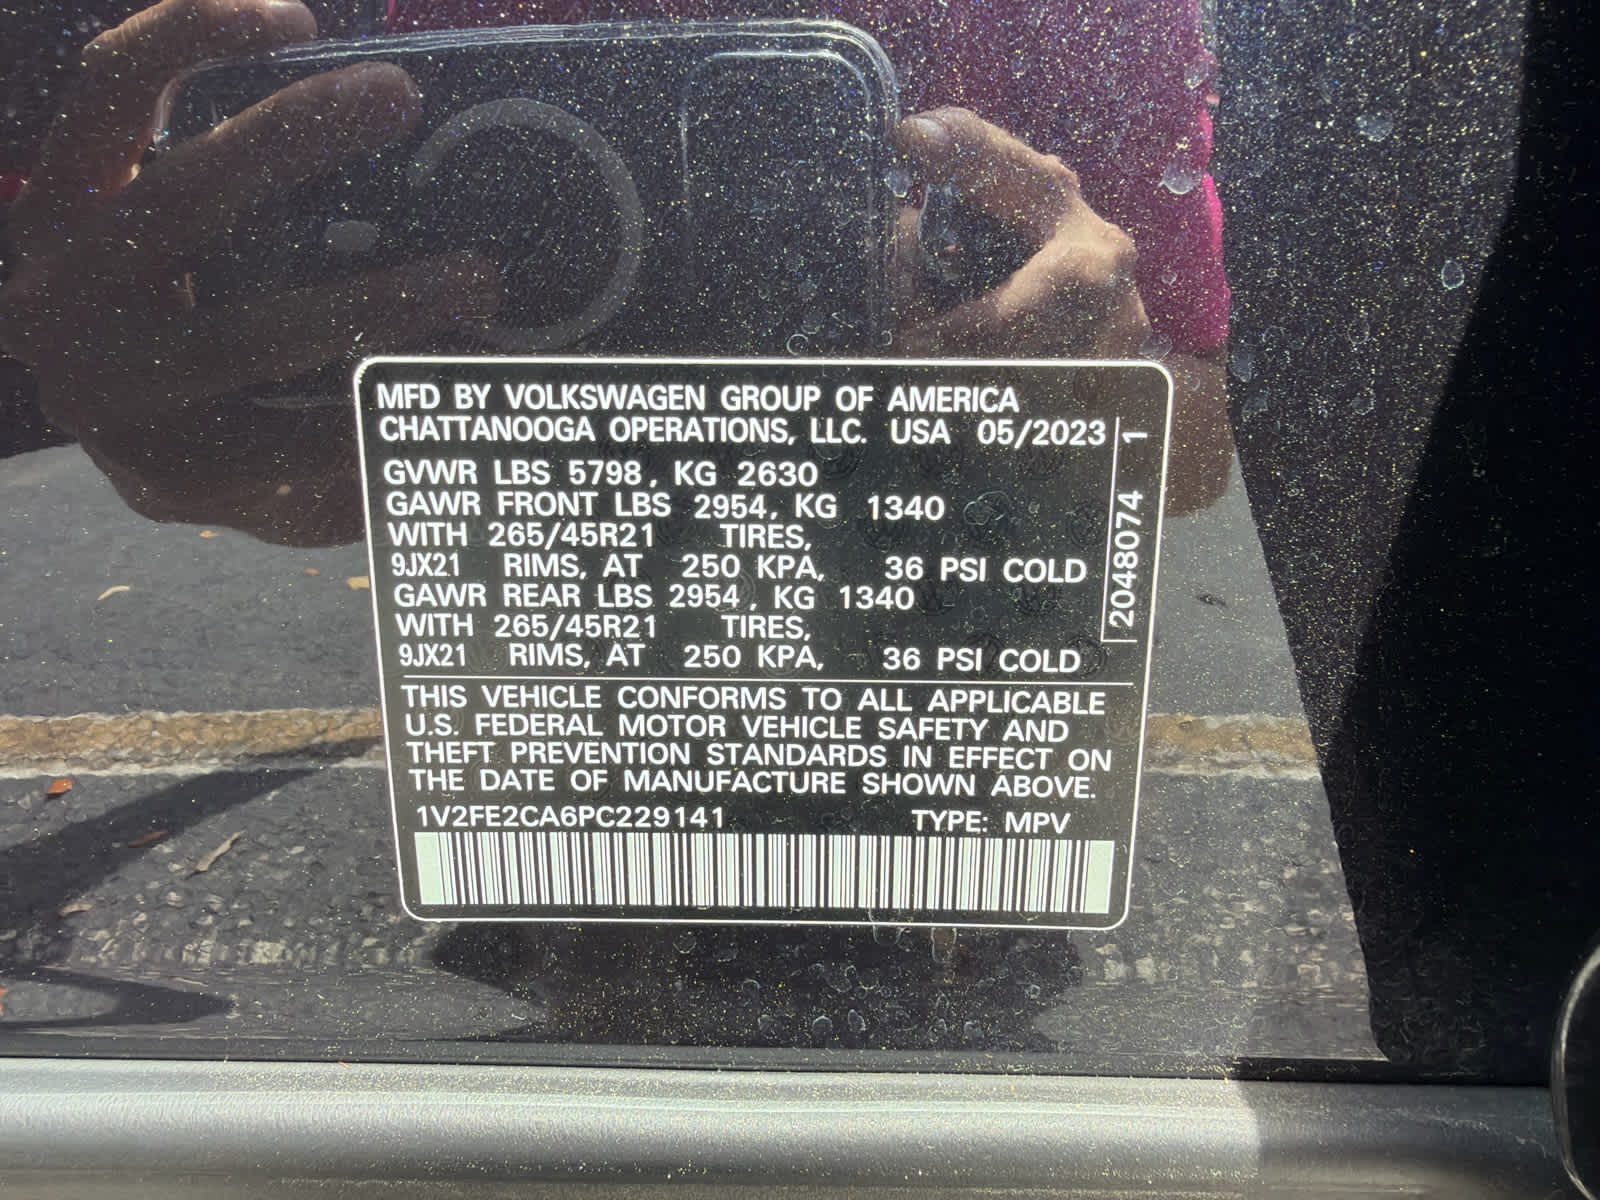 MFD BY VOLKSWAGEN GROUP OF AMERICA
CHATTANOOGA OPERATIONS, LLC. USA 05/2023
GVWR LBS 5798, KG 2630
GAWR FRONT LBS 2954, KG 1340
WITH 265/45R21 TIRES,
9JX21 RIMS, AT 250 KPA, 36 PSI COLD
GAWR REAR LBS 2954, KG 1340
WITH 265/45R21 TIRES,
9JX21 RIMS, AT 250 KPA, 36 PSI COLD
2048074 1
THIS VEHICLE CONFORMS TO ALL APPLICABLE
U.S. FEDERAL MOTOR VEHICLE SAFETY AND
THEFT PREVENTION STANDARDS IN EFFECT ON
THE DATE OF MANUFACTURE SHOWN ABOVE.
1V2FE2CA6PC229141 TYPE: MPV